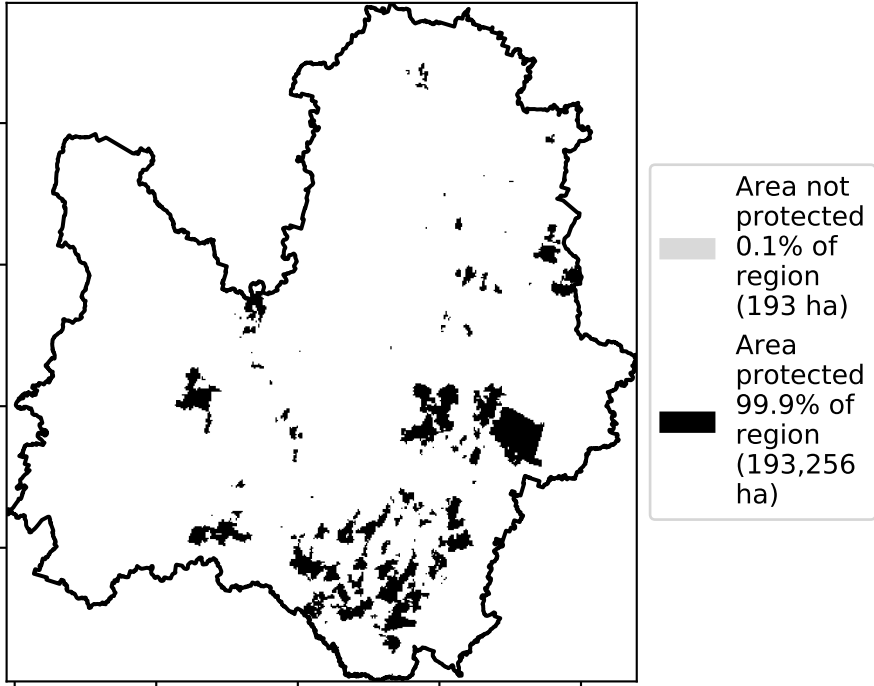 Area not
protected
0.1% of
region
(193 ha)
Area
protected
99.9% of
region
(193,256
ha)